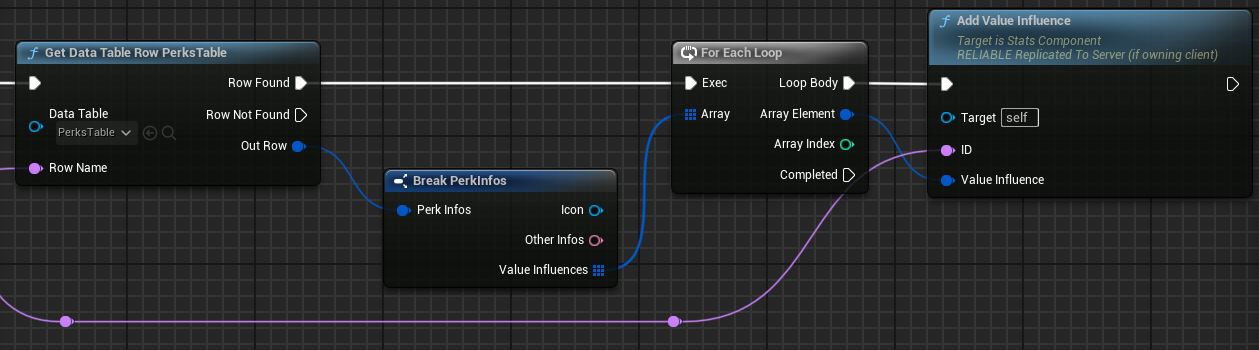 Get Data Table Row PerksTable
Row Found
Data Table
PerksTable
Row Not Found
Out Row
Row Name
Break PerkInfos
Perk Infos
Icon
Other Infos
Value Influences
For Each Loop
Exec
Loop Body
Array
Array Element
Array Index
Completed
Add Value Influence
Target is Stats Component
RELIABLE Replicated To Server (if owning client)
Target self
ID
Value Influence